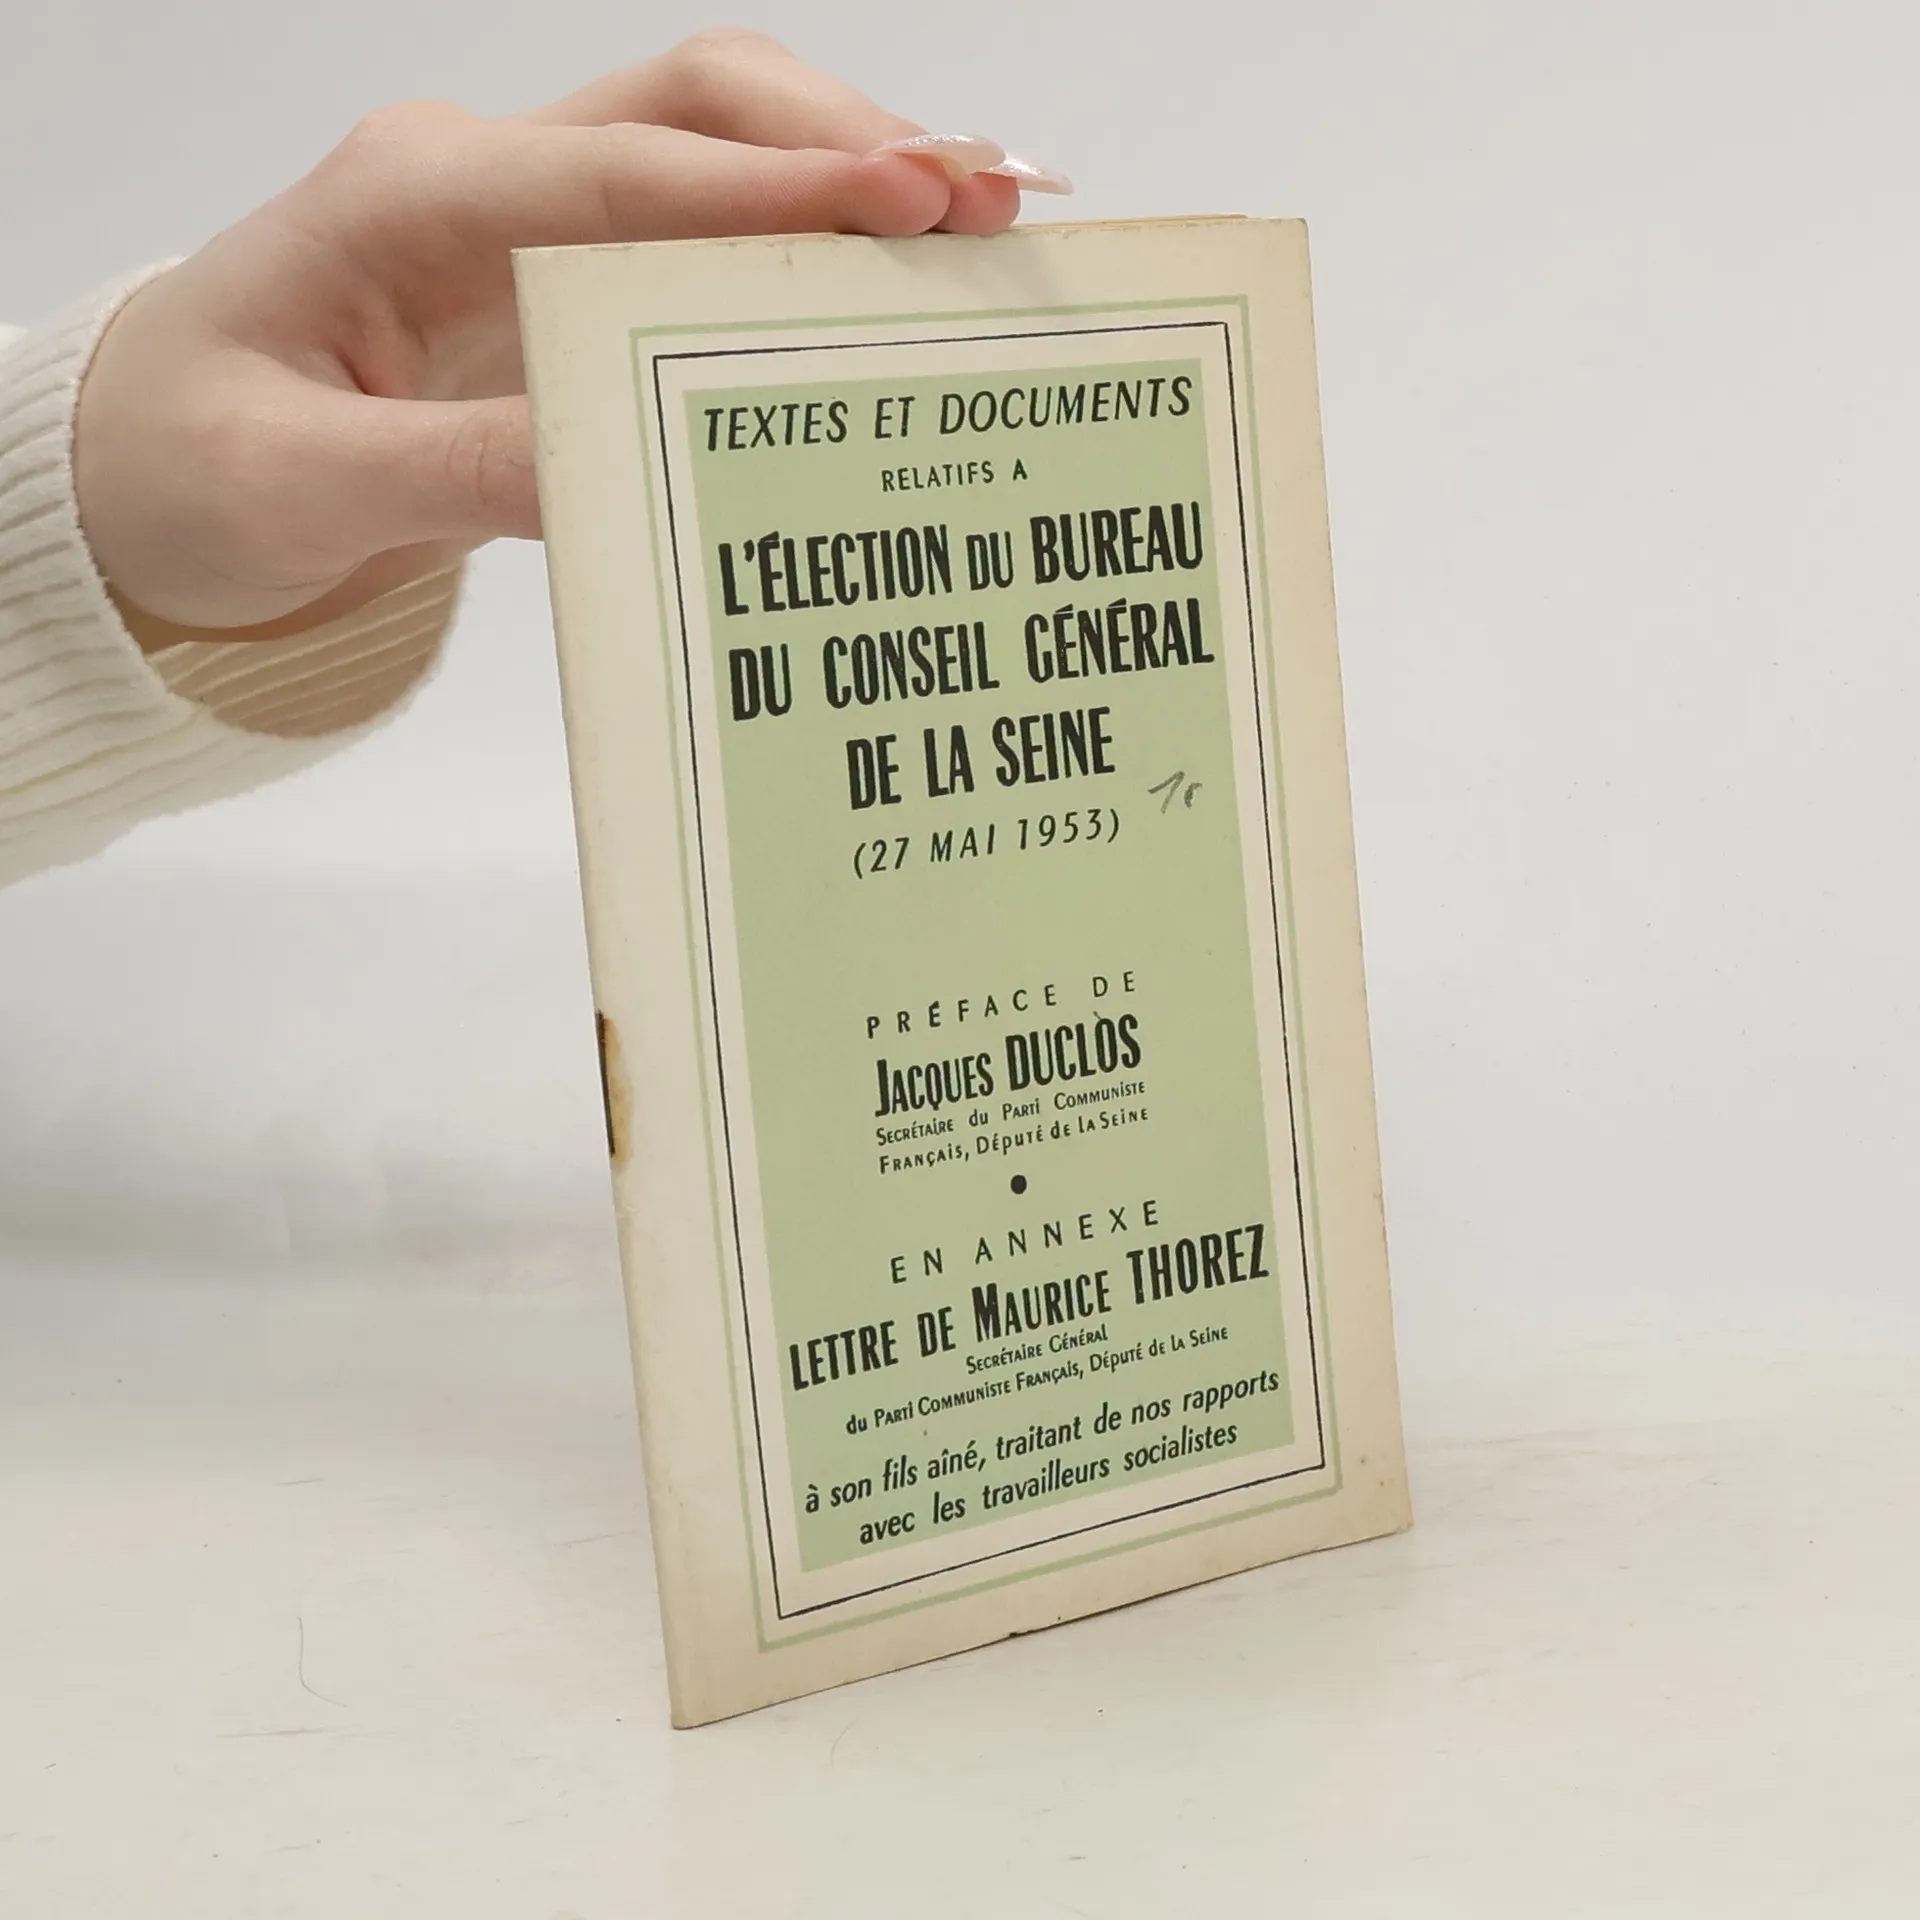 TEXTES ET DOCUMENTS
RELATIFS A
L'ÉLECTION DU BUREAU
DU CONSEIL GÉNÉRAL
DE LA SEINE
(27 MAI 1953)
PRÉFACE DE
JACQUES DUCLOS
SECRÉTAIRE du PARTI COMMUNISTE
FRANÇAIS, DÉPUTÉ de LA SEINE
●
EN ANNEXE
LETTRE DE MAURICE THOREZ
SECRÉTAIRE GÉNÉRAL
du PARTI COMMUNISTE FRANÇAIS, DÉPUTÉ de LA SEINE
à son fils aîné, traitant de nos rapports
avec les travailleurs socialistes